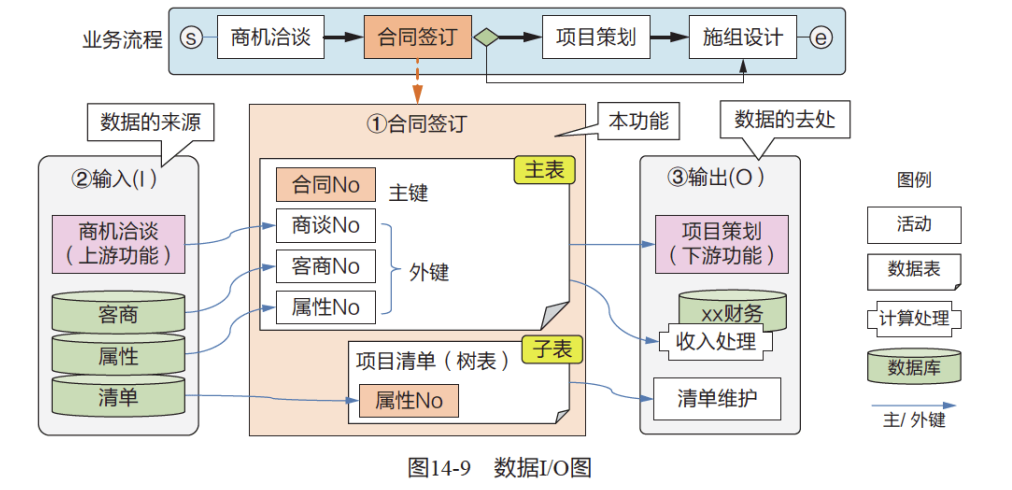 业务流程
s
商机洽谈
合同签订
项目策划
施组设计
e
数据的来源
①合同签订
本功能
数据的去处
②输入(I)
商机洽谈
(上游功能)
客商
属性
清单
主表
合同No
主键
商谈No
客商No
属性No
外键
子表
项目清单(树表)
属性No
③输出(O)
项目策划
(下游功能)
xx财务
收入处理
清单维护
图例
活动
数据表
计算处理
数据库
主/外键
图14-9 数据I/O图